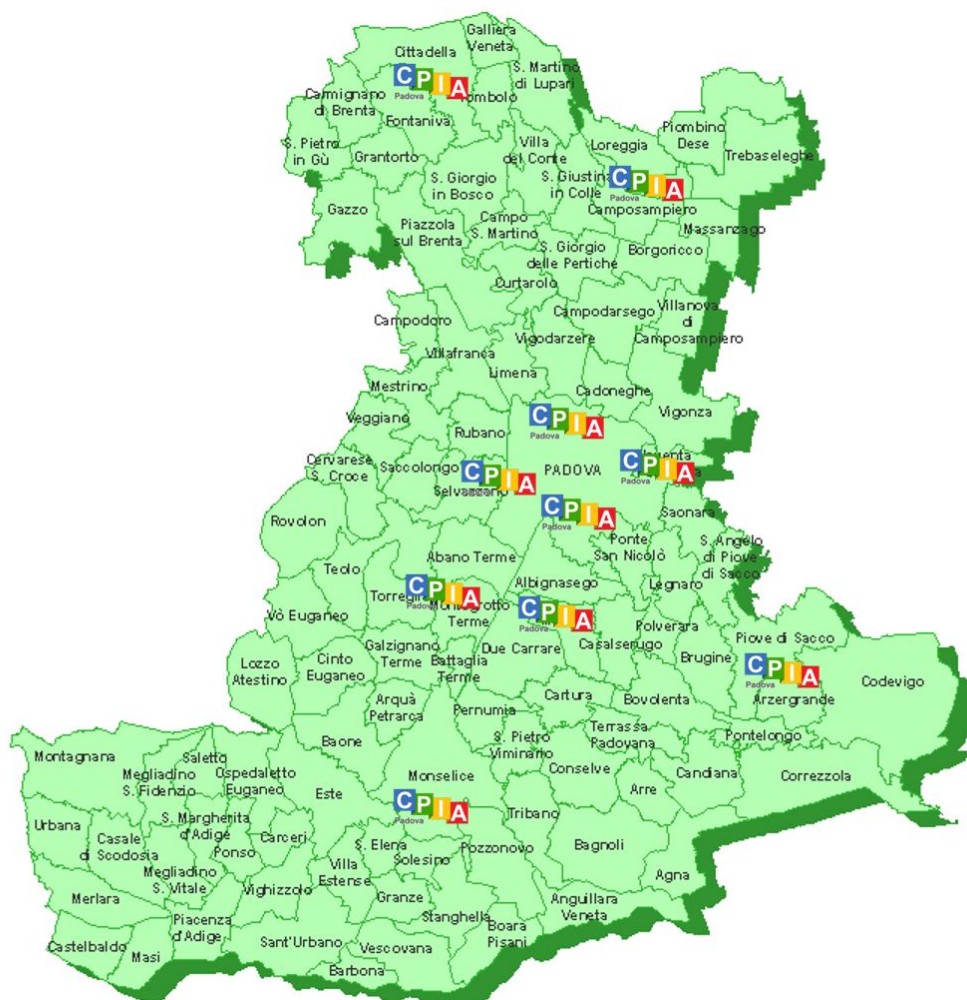 Galliera
Veneta
Cittadella
S. Martino
di Lupari
CPIA
Padova
Carmignano
di Brenta
Fontaniva
Piombino
Dese
Loreggia
Trebaseleghe
S. Pietro
in Gù
Grantorto
Villa
del Conte
S. Giorgio
in Bosco
S. Giustina
in Colle
CPIA
Padova
Camposampiero
Gazzo
Piazzola
sul Brenta
Campo
S. Martino
Massanzago
S. Giorgio
delle Pertiche
Borgoricco
Curtarolo
Campodoro
Campodarsego
Villanova
di
Camposampiero
Villafranca
Vigodarzere
Limena
Mestrino
Cadoneghe
Veggiano
Rubano
CPIA
Padova
Vigonza
Cervarese
S. Croce
Saccolongo
CPIA
PADOVA
CPIA
Padova
Rovolon
CPIA
Padova
Saonara
Ponte
San Nicolò
S. Angelo
di Piove
di Sacco
Teolo
Abano Terme
Albignasego
Legnaro
CPIA
Terme
CPIA
Padova
Vò Euganeo
Polverara
Piove di Sacco
Galzignano
Terme
Battaglia
Terme
Due Carrare
Casalserugo
Brugine
CPIA
Padova
Arzergrande
Codevigo
Lozzo
Atestino
Cinto
Euganeo
Arquà
Petrarca
Pernumia
Cartura
Bovolenta
Baone
S. Pietro
Viminario
Terrassa
Padovana
Pontelongo
Montagnana
Saletto
Megliadino
S. Fidenzio
Ospedaletto
Euganeo
Este
Monselice
Conselve
Candiana
Correzzola
Arre
CPIA
Padova
Tribano
Urbana
Casale
di Scodosia
S. Margherita
d'Adige
Ponso
Carceri
S. Elena
Solesino
Pozzonovo
Bagnoli
Megliadino
S. Vitale
Villa
Estense
Agna
Merlara
Vighizzolo
Granze
Anguillara
Veneta
Piacenza
d'Adige
Stanghella
Boara
Pisani
Castelbaldo
Masi
Sant'Urbano
Vescovana
Barbona